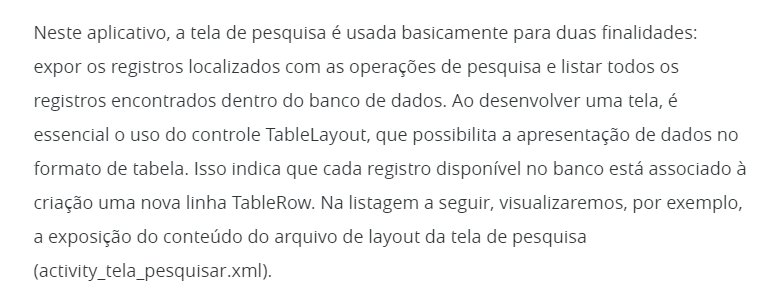 Neste aplicativo, a tela de pesquisa é usada basicamente para duas finalidades:
expor os registros localizados com as operações de pesquisa e listar todos os
registros encontrados dentro do banco de dados. Ao desenvolver uma tela, é
essencial o uso do controle TableLayout, que possibilita a apresentação de dados no
formato de tabela. Isso indica que cada registro disponível no banco está associado à
criação uma nova linha TableRow. Na listagem a seguir, visualizaremos, por exemplo,
a exposição do conteúdo do arquivo de layout da tela de pesquisa
(activity_tela_pesquisar.xml).